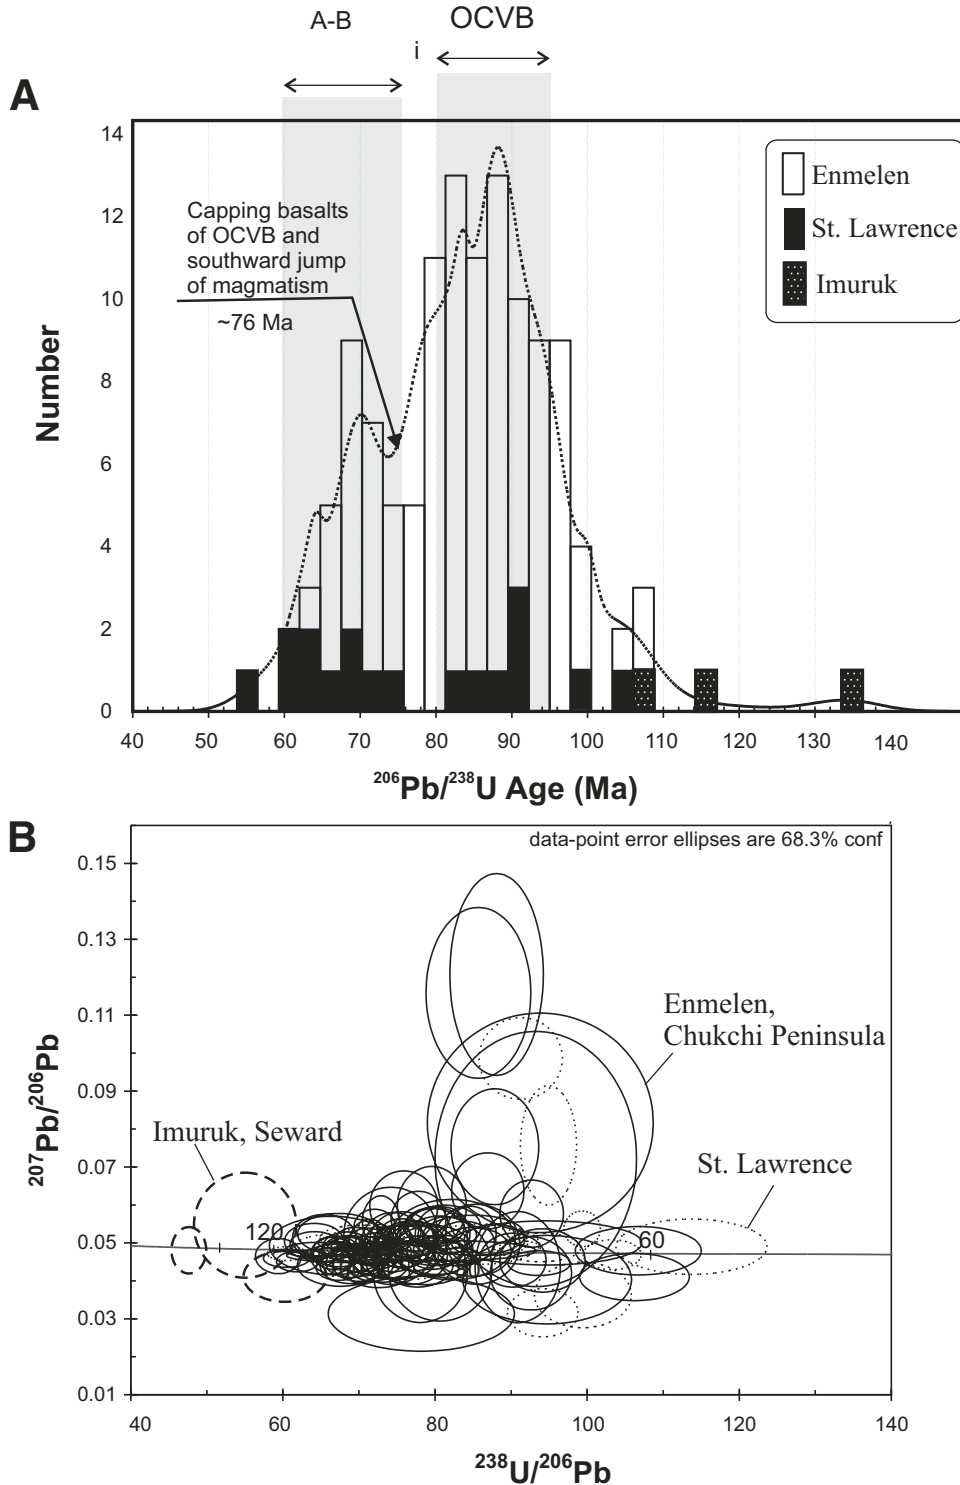 A-B
OCVB
i
A
14
12
10
8
6
4
2
0
Number
Capping basalts
of OCVB and
southward jump
of magmatism
~76 Ma
Enmelen
St. Lawrence
Imuruk
40 50 60 70 80 90 100 110 120 130 140
206Pb/238U Age (Ma)
B
data-point error ellipses are 68.3% conf
0.15
0.13
0.11
0.09
0.07
0.05
0.03
0.01
207Pb/206Pb
Enmelen,
Chukchi Peninsula
Imuruk, Seward
St. Lawrence
120
60
40 60 80 100 120 140
238U/206Pb